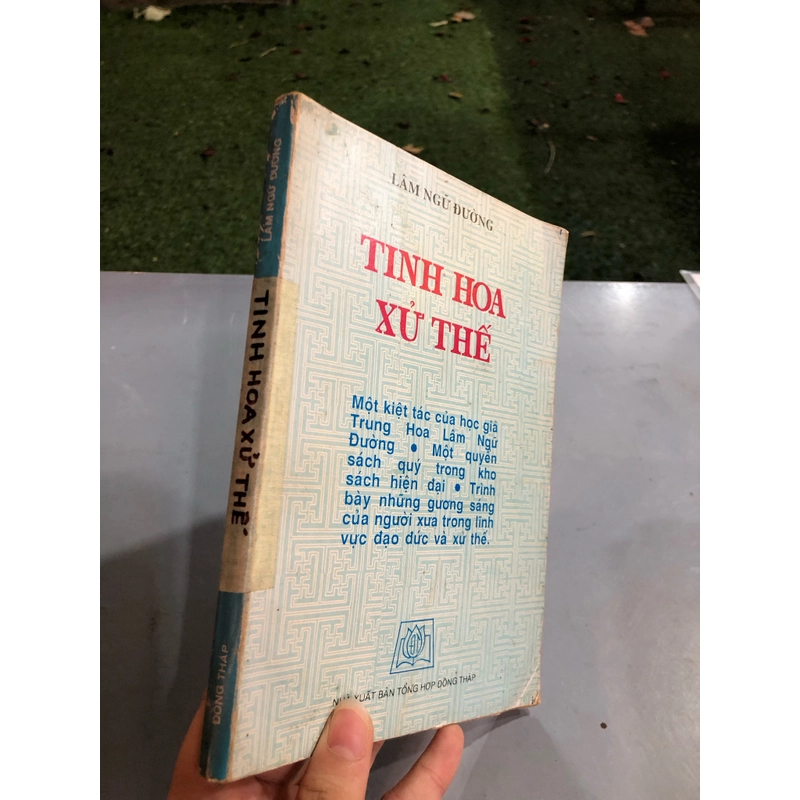 LÂM NGỮ ĐƯỜNG
TINH HOA
XỬ THẾ
Một kiệt tác của học giả
Trung Hoa Lâm Ngữ
Đường • Một quyển
sách quý trong kho
sách hiện đại • Trình
bày những gương sáng
của người xưa trong lĩnh
vực đạo đức và xử thế.
NHÀ XUẤT BẢN TỔNG HỢP ĐỒNG THÁP
LÂM NGỮ ĐƯỜNG
TINH HOA XỬ THẾ
ĐỒNG THÁP